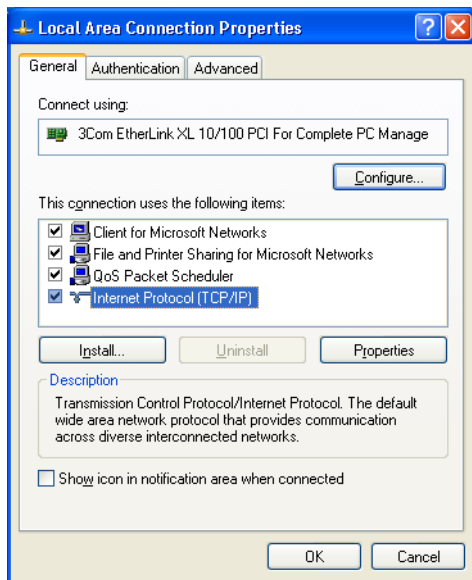 Local Area Connection Properties
General Authentication Advanced
Connect using:
3Com EtherLink XL 10/100 PCI For Complete PC Manage
Configure...
This connection uses the following items:
Client for Microsoft Networks
File and Printer Sharing for Microsoft Networks
QoS Packet Scheduler
Internet Protocol (TCP/IP)
Install... Uninstall Properties
Description
Transmission Control Protocol/Internet Protocol. The default
wide area network protocol that provides communication
across diverse interconnected networks.
Show icon in notification area when connected
OK Cancel